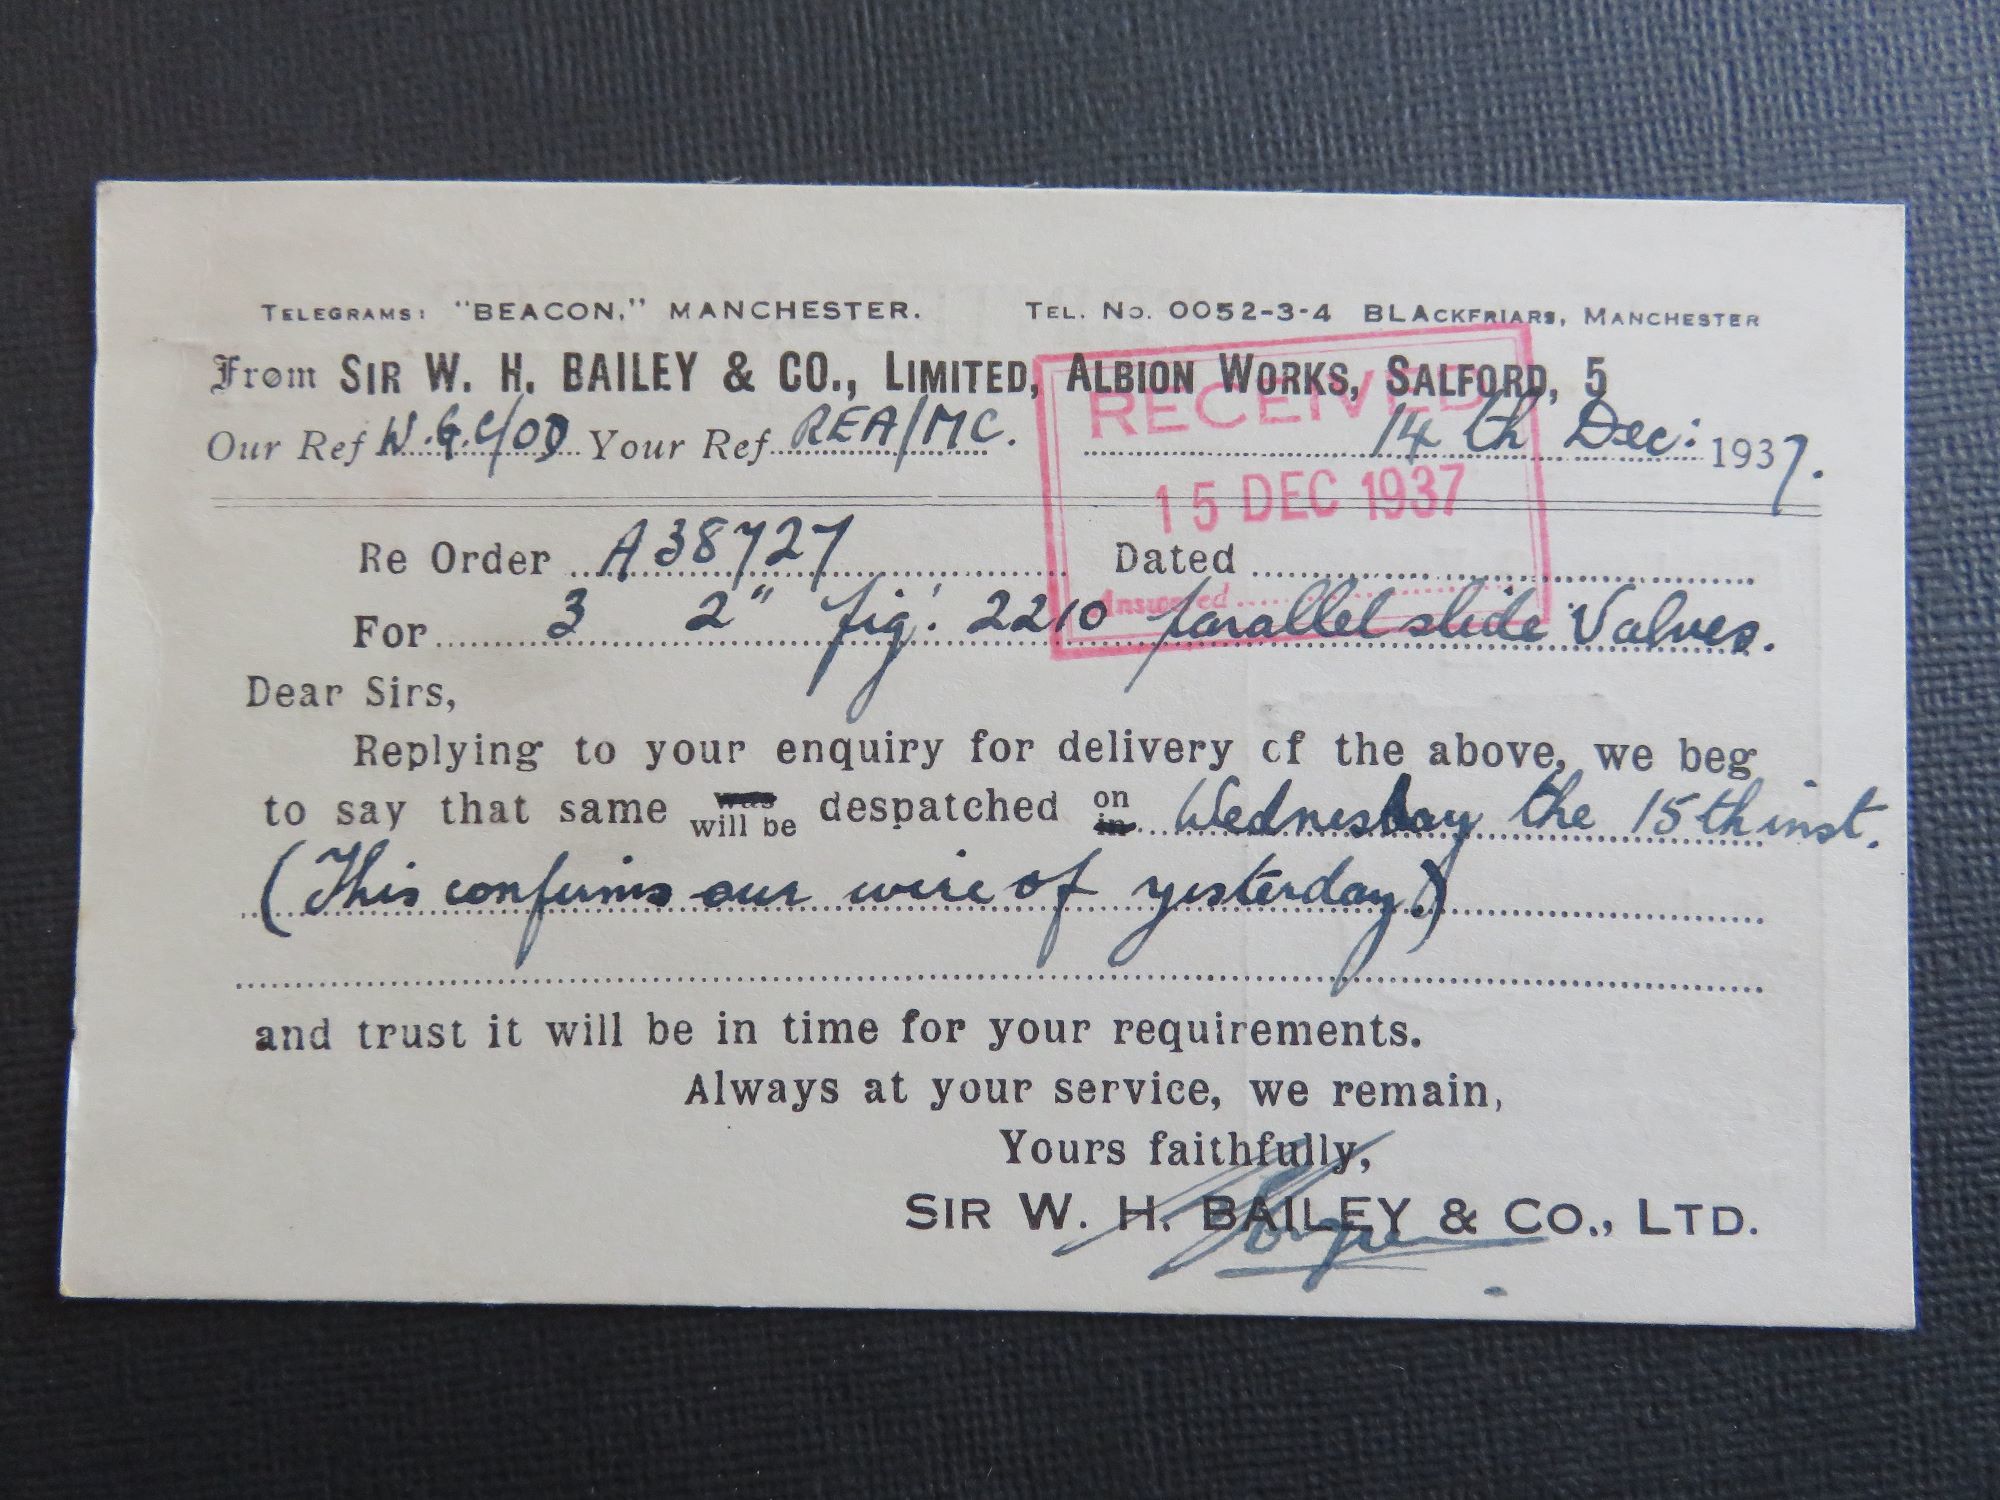 TELEGRAMS: "BEACON," MANCHESTER. TEL. No. 0052-3-4 BLACKFRIARS, MANCHESTER
From SIR W. H. BAILEY & CO., LIMITED, ALBION WORKS, SALFORD, 5
RECEIVED
Our Ref W.G.C/OD Your Ref REA/MC. 14th Dec: 1937.
15 DEC 1937
Re Order A38727 Dated
Answered
For 3 2" fig: 2210 parallel slide Valves.
Dear Sirs,
Replying to your enquiry for delivery of the above, we beg
to say that same was will be despatched on in Wednesday the 15th inst.
(This confirms our wire of yesterday.)
and trust it will be in time for your requirements.
Always at your service, we remain,
Yours faithfully,
SIR W. H. BAILEY & CO., LTD.